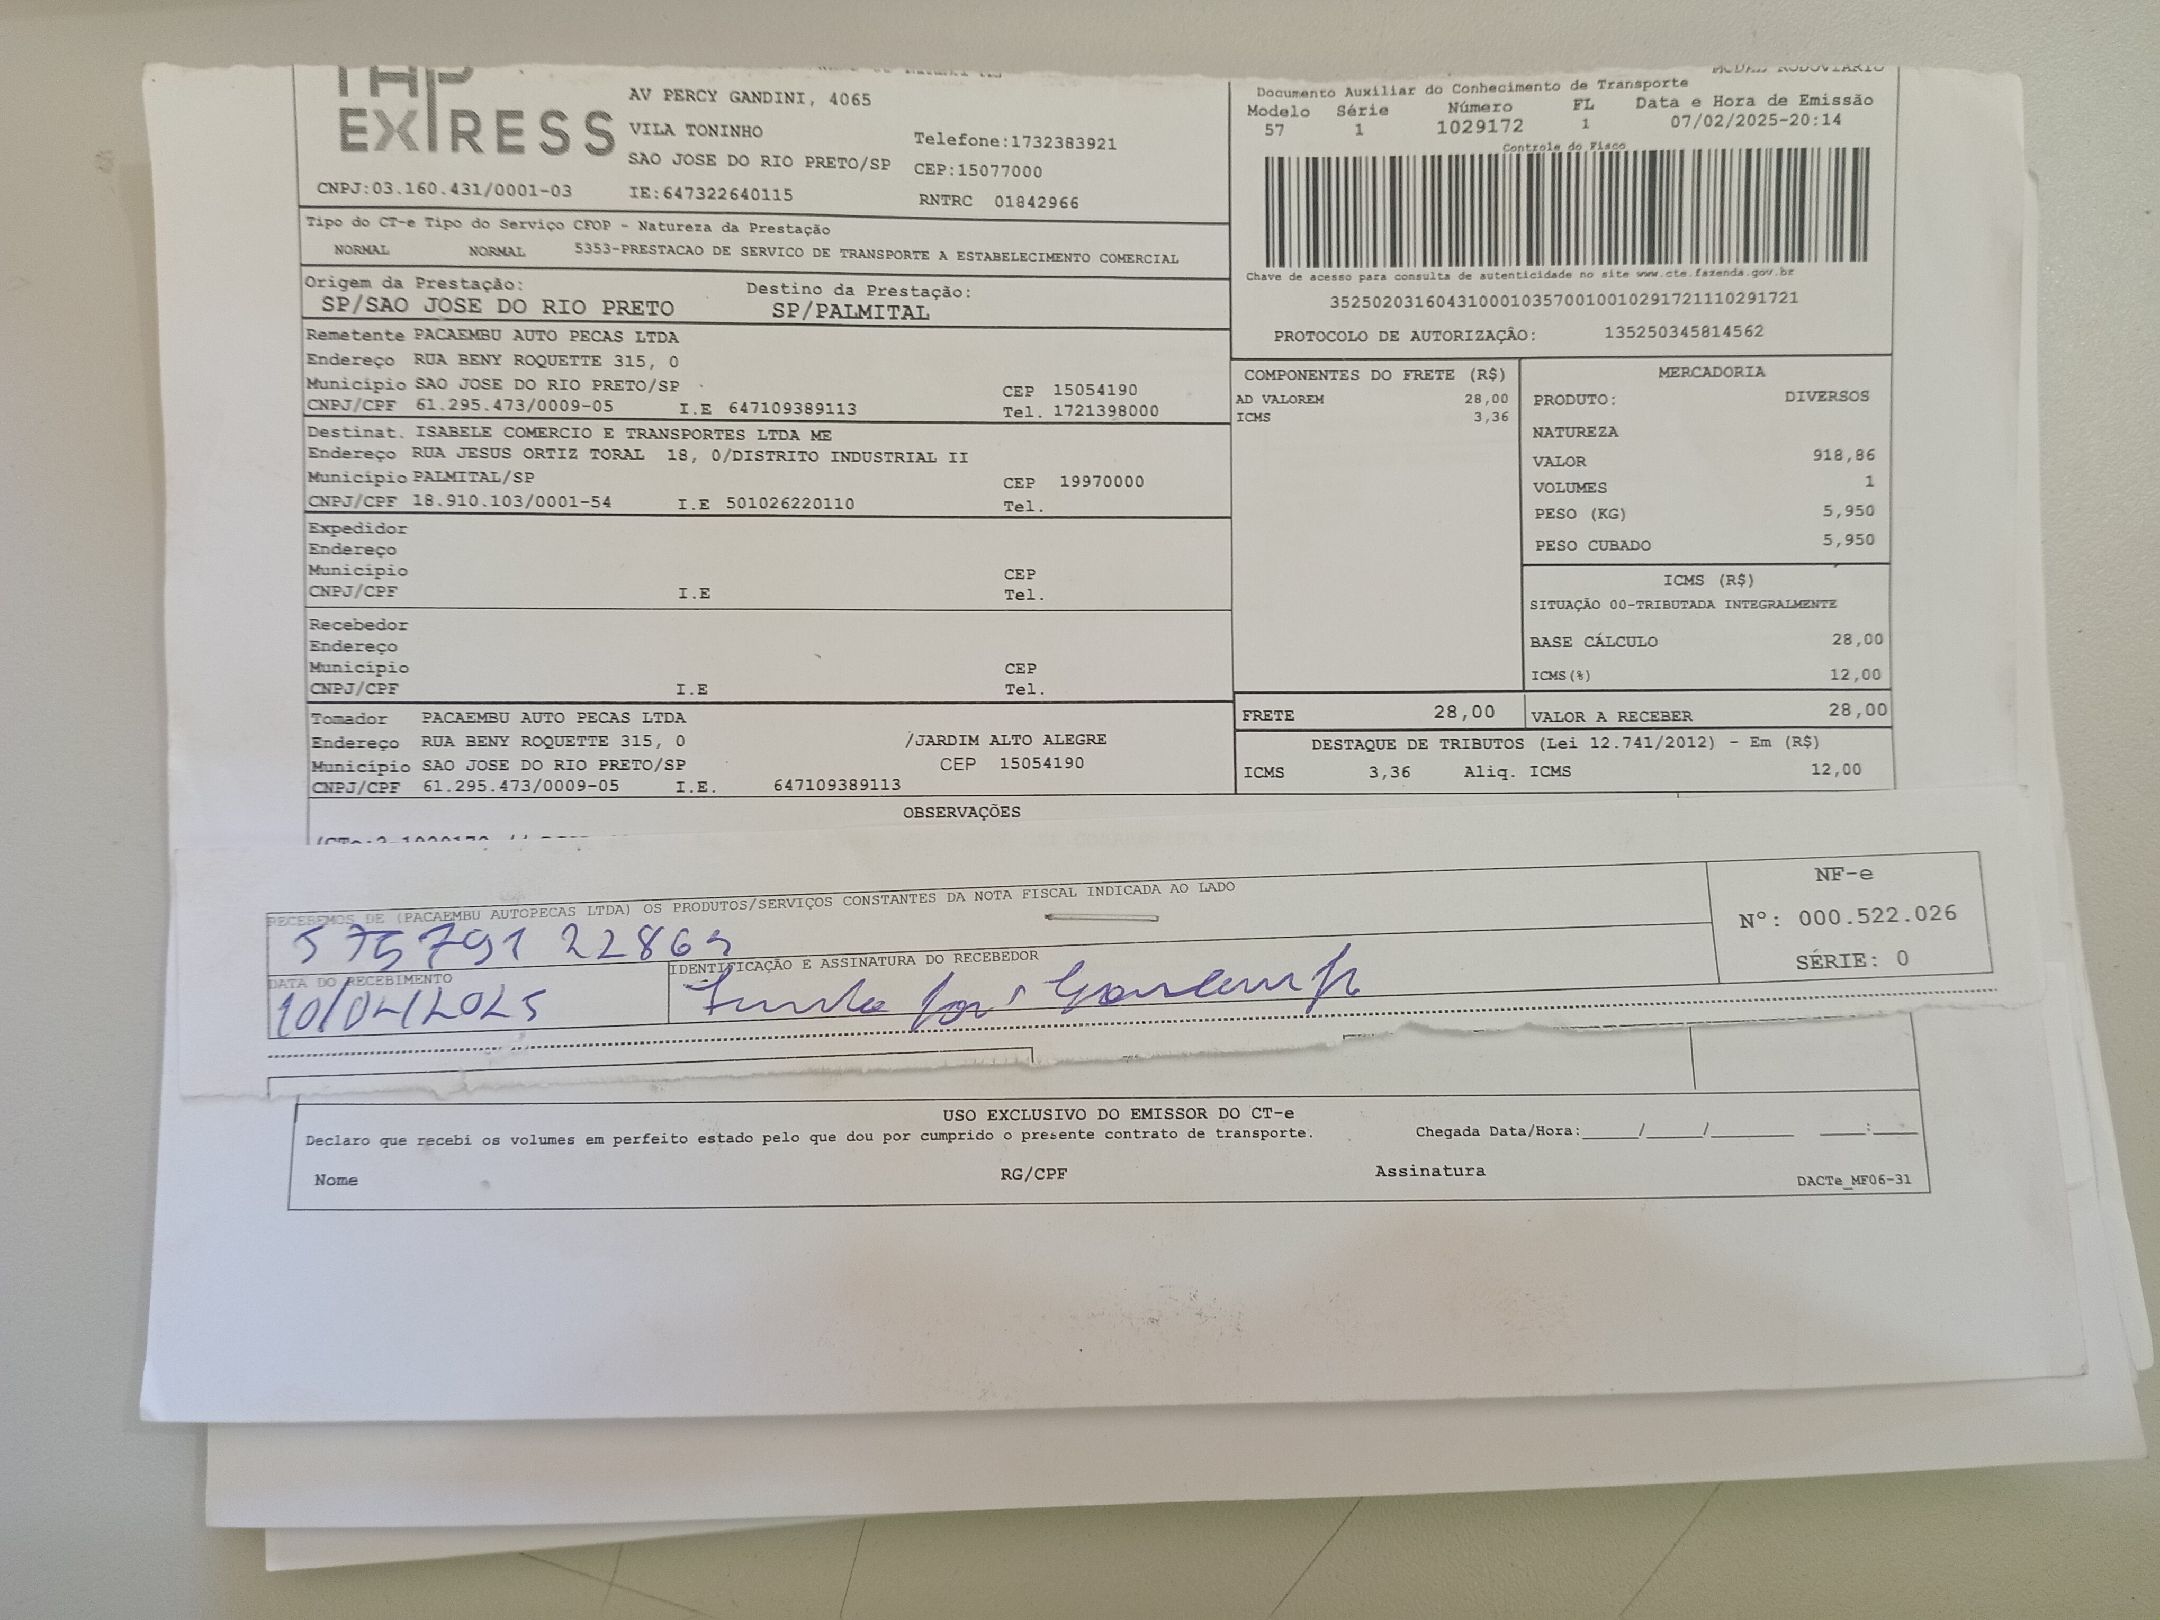 EXPRESS
AV PERCY GANDINI, 4065
VILA TONINHO
SAO JOSE DO RIO PRETO/SP
Telefone:1732383921
CEP:15077000
CNPJ:03.160.431/0001-03
IE:647322640115
RNTRC 01842966
Documento Auxiliar do Conhecimento de Transporte
Modelo Série Número FL Data e Hora de Emissão
57 1 1029172 1 07/02/2025-20:14
Controle do Fisco
Chave de acesso para consulta de autenticidade no site www.cte.fazenda.gov.br
35250203160431000103570010010291721110291721
PROTOCOLO DE AUTORIZAÇÃO: 135250345814562
Tipo do CT-e Tipo do Serviço CFOP - Natureza da Prestação
NORMAL NORMAL 5353-PRESTACAO DE SERVICO DE TRANSPORTE A ESTABELECIMENTO COMERCIAL
Origem da Prestação: Destino da Prestação:
SP/SAO JOSE DO RIO PRETO SP/PALMITAL
Remetente PACAEMBU AUTO PECAS LTDA
Endereço RUA BENY ROQUETTE 315, 0
Município SAO JOSE DO RIO PRETO/SP CEP 15054190
CNPJ/CPF 61.295.473/0009-05 I.E 647109389113 Tel. 1721398000
Destinat. ISABELE COMERCIO E TRANSPORTES LTDA ME
Endereço RUA JESUS ORTIZ TORAL 18, 0/DISTRITO INDUSTRIAL II
Município PALMITAL/SP CEP 19970000
CNPJ/CPF 18.910.103/0001-54 I.E 501026220110 Tel.
Expedidor
Endereço
Município CEP
CNPJ/CPF I.E Tel.
Recebedor
Endereço
Município CEP
CNPJ/CPF I.E Tel.
Tomador PACAEMBU AUTO PECAS LTDA
Endereço RUA BENY ROQUETTE 315, 0 /JARDIM ALTO ALEGRE
Município SAO JOSE DO RIO PRETO/SP CEP 15054190
CNPJ/CPF 61.295.473/0009-05 I.E. 647109389113
COMPONENTES DO FRETE (R$)
AD VALOREM 28,00
ICMS 3,36
MERCADORIA
PRODUTO: DIVERSOS
NATUREZA
VALOR 918,86
VOLUMES 1
PESO (KG) 5,950
PESO CUBADO 5,950
ICMS (R$)
SITUAÇÃO 00-TRIBUTADA INTEGRALMENTE
BASE CÁLCULO 28,00
ICMS(%) 12,00
FRETE 28,00 VALOR A RECEBER 28,00
DESTAQUE DE TRIBUTOS (Lei 12.741/2012) - Em (R$)
ICMS 3,36 Aliq. ICMS 12,00
OBSERVAÇÕES
RECEBEMOS DE (PACAEMBU AUTOPECAS LTDA) OS PRODUTOS/SERVIÇOS CONSTANTES DA NOTA FISCAL INDICADA AO LADO
DATA DO RECEBIMENTO
IDENTIFICAÇÃO E ASSINATURA DO RECEBEDOR
NF-e
Nº: 000.522.026
SÉRIE: 0
USO EXCLUSIVO DO EMISSOR DO CT-e
Declaro que recebi os volumes em perfeito estado pelo que dou por cumprido o presente contrato de transporte. Chegada Data/Hora:_____/_____/_______ ____:____
Nome RG/CPF Assinatura
DACTe_MF06-31